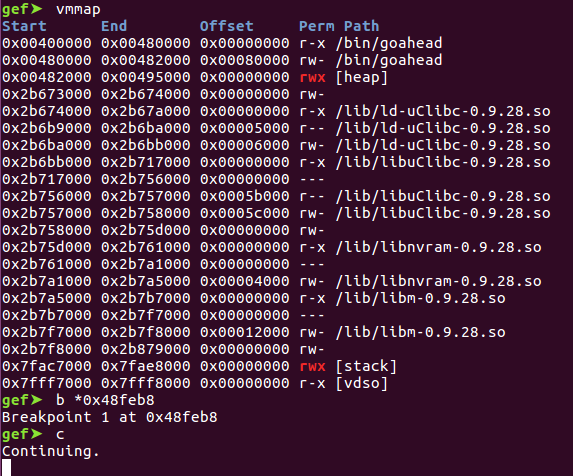 gef➤  vmmap
Start      End        Offset     Perm Path
0x00400000 0x00480000 0x00000000 r-x /bin/goahead
0x00480000 0x00482000 0x00080000 rw- /bin/goahead
0x00482000 0x00495000 0x00000000 rwx [heap]
0x2b673000 0x2b674000 0x00000000 rw-
0x2b674000 0x2b67a000 0x00000000 r-x /lib/ld-uClibc-0.9.28.so
0x2b6b9000 0x2b6ba000 0x00005000 r-- /lib/ld-uClibc-0.9.28.so
0x2b6ba000 0x2b6bb000 0x00006000 rw- /lib/ld-uClibc-0.9.28.so
0x2b6bb000 0x2b717000 0x00000000 r-x /lib/libuClibc-0.9.28.so
0x2b717000 0x2b756000 0x00000000 ---
0x2b756000 0x2b757000 0x0005b000 r-- /lib/libuClibc-0.9.28.so
0x2b757000 0x2b758000 0x0005c000 rw- /lib/libuClibc-0.9.28.so
0x2b758000 0x2b75d000 0x00000000 rw-
0x2b75d000 0x2b761000 0x00000000 r-x /lib/libnvram-0.9.28.so
0x2b761000 0x2b7a1000 0x00000000 ---
0x2b7a1000 0x2b7a5000 0x00004000 rw- /lib/libnvram-0.9.28.so
0x2b7a5000 0x2b7b7000 0x00000000 r-x /lib/libm-0.9.28.so
0x2b7b7000 0x2b7f7000 0x00000000 ---
0x2b7f7000 0x2b7f8000 0x00012000 rw- /lib/libm-0.9.28.so
0x2b7f8000 0x2b879000 0x00000000 rw-
0x7fac7000 0x7fae8000 0x00000000 rwx [stack]
0x7fff7000 0x7fff8000 0x00000000 r-x [vdso]
gef➤  b *0x48feb8
Breakpoint 1 at 0x48feb8
gef➤  c
Continuing.